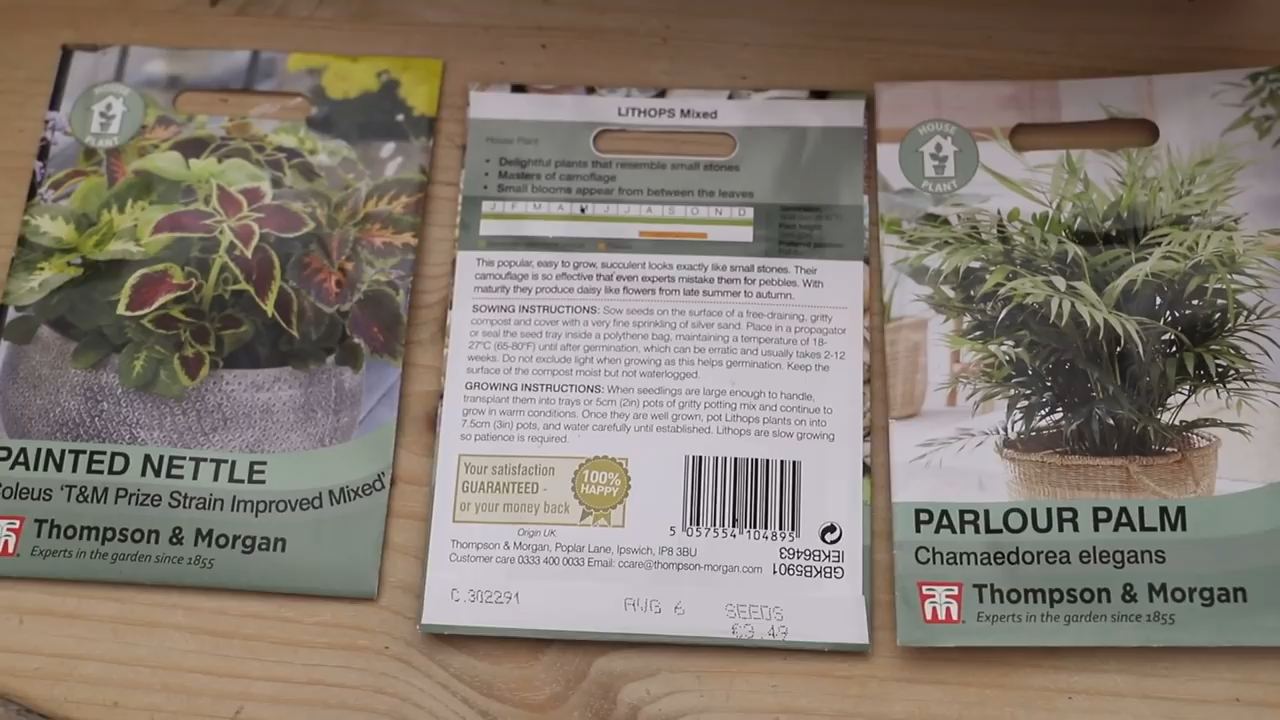 HOUSE
PLANT
PAINTED NETTLE
oleus 'T&M Prize Strain Improved Mixed'
Thompson & Morgan
Experts in the garden since 1855
LITHOPS Mixed
House Plant
• Delightful plants that resemble small stones
• Masters of camoflage
• Small blooms appear from between the leaves
J F M A M J J A S O N D
This popular, easy to grow, succulent looks exactly like small stones. Their
camouflage is so effective that even experts mistake them for pebbles. With
maturity they produce daisy like flowers from late summer to autumn.
SOWING INSTRUCTIONS: Sow seeds on the surface of a free-draining, gritty
compost and cover with a very fine sprinkling of silver sand. Place in a propagator
or seal the seed tray inside a polythene bag, maintaining a temperature of 18-
27°C (65-80°F) until after germination, which can be erratic and usually takes 2-12
weeks. Do not exclude light when growing as this helps germination. Keep the
surface of the compost moist but not waterlogged.
GROWING INSTRUCTIONS: When seedlings are large enough to handle,
transplant them into trays or 5cm (2in) pots of gritty potting mix and continue to
grow in warm conditions. Once they are well grown, pot Lithops plants on into
7.5cm (3in) pots, and water carefully until established. Lithops are slow growing
so patience is required.
Your satisfaction
GUARANTEED -
or your money back
100%
HAPPY
5 057554 104895
Origin UK
Thompson & Morgan, Poplar Lane, Ipswich, IP8 3BU
Customer care 0333 400 0033 Email: ccare@thompson-morgan.com
GBKB5901
IEKB6463
C.302291
AUG 6
SEEDS
€3.49
HOUSE
PLANT
PARLOUR PALM
Chamaedorea elegans
Thompson & Morgan
Experts in the garden since 1855